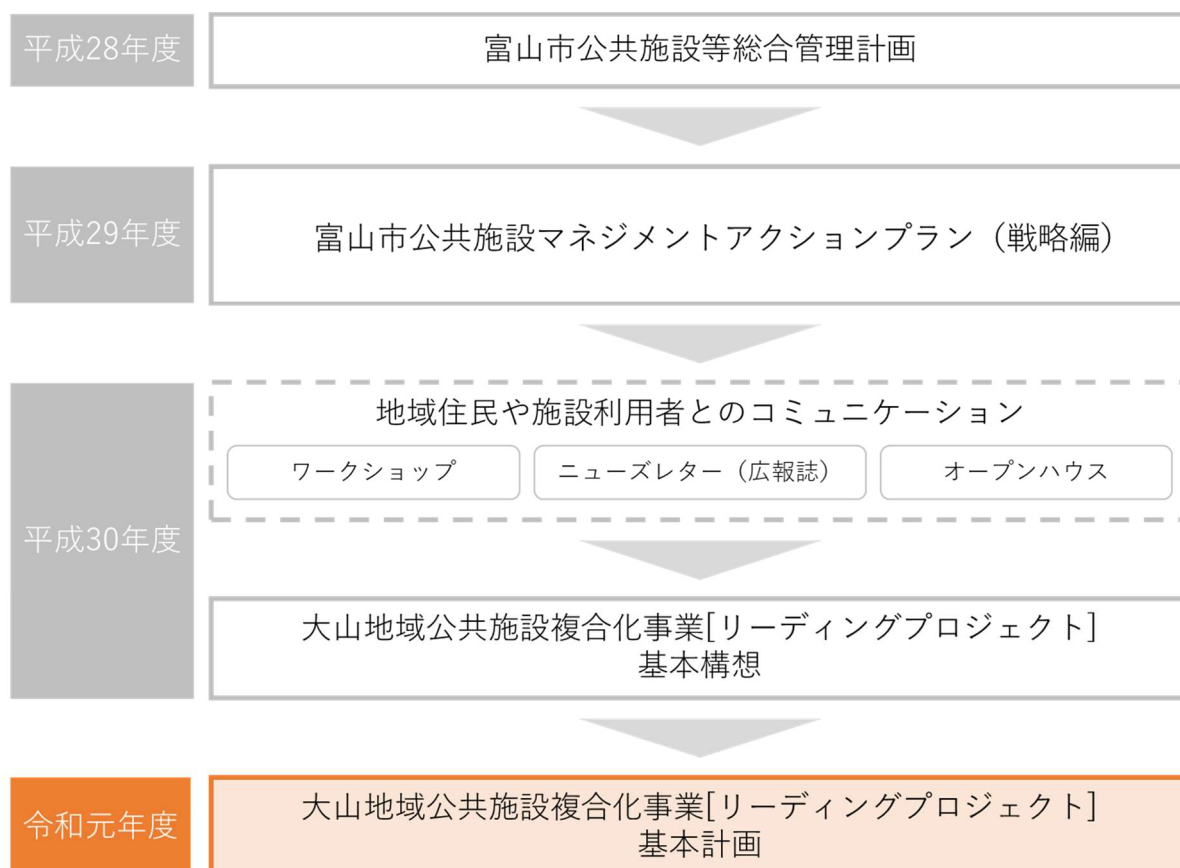 平成28年度
富山市公共施設等総合管理計画
平成29年度
富山市公共施設マネジメントアクションプラン（戦略編）
平成30年度
地域住民や施設利用者とのコミュニケーション
ワークショップ
ニューズレター（広報誌）
オープンハウス
大山地域公共施設複合化事業[リーディングプロジェクト]
基本構想
令和元年度
大山地域公共施設複合化事業[リーディングプロジェクト]
基本計画